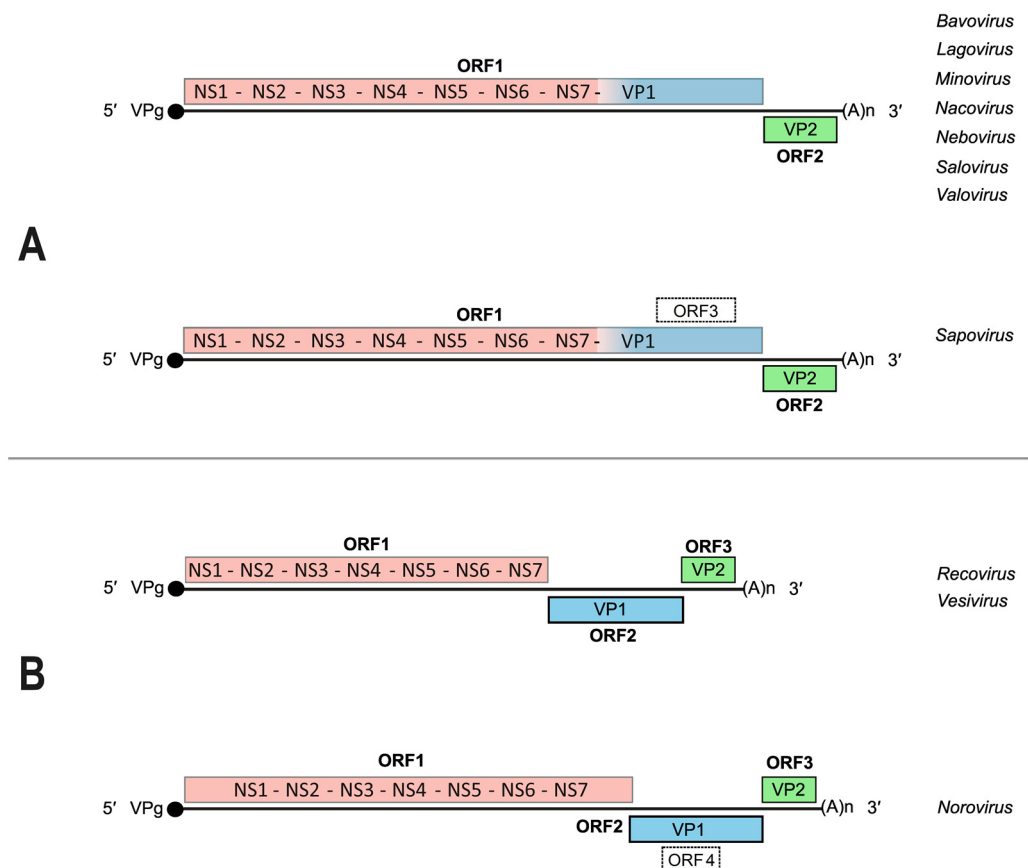 Bavovirus
Lagovirus
Minovirus
Nacovirus
Nebovirus
Salovirus
Valovirus
ORF1
NS1 - NS2 - NS3 - NS4 - NS5 - NS6 - NS7 - VP1
5′ VPg (A)n 3′
VP2
ORF2
A
ORF3
ORF1
NS1 - NS2 - NS3 - NS4 - NS5 - NS6 - NS7 - VP1
Sapovirus
5′ VPg (A)n 3′
VP2
ORF2
ORF1 ORF3
NS1 - NS2 - NS3 - NS4 - NS5 - NS6 - NS7 VP2
5′ VPg (A)n 3′
Recovirus
Vesivirus
VP1
ORF2
B
ORF1 ORF3
NS1 - NS2 - NS3 - NS4 - NS5 - NS6 - NS7 VP2
5′ VPg (A)n 3′
Norovirus
ORF2 VP1
ORF4